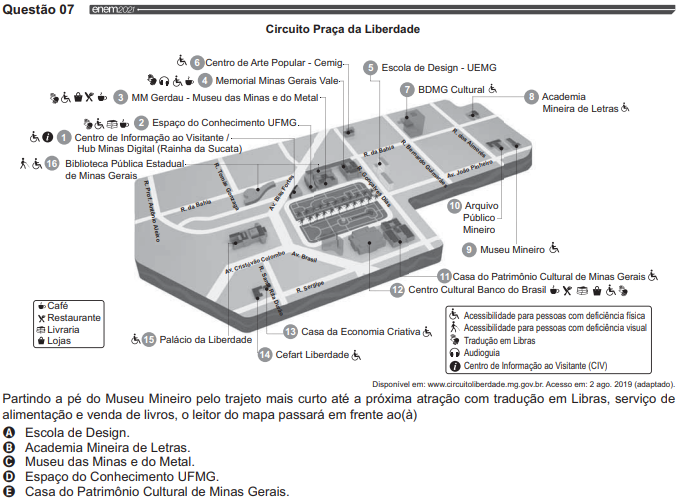 Questão 07 enem2021
Circuito Praça da Liberdade
6 Centro de Arte Popular - Cemig
5 Escola de Design - UEMG
4 Memorial Minas Gerais Vale
7 BDMG Cultural
3 MM Gerdau - Museu das Minas e do Metal
8 Academia
Mineira de Letras
2 Espaço do Conhecimento UFMG
1 Centro de Informação ao Visitante /
Hub Minas Digital (Rainha da Sucata)
16 Biblioteca Pública Estadual
de Minas Gerais
R. da Bahia
R. Bernardo Guimarães
R. dos Aimorés
Av. João Pinheiro
R. Gonçalves Dias
Av. Bias Fortes
R. Tomaz Gonzaga
R. Prof. Antônio Aleixo
R. da Bahia
10 Arquivo
Público
Mineiro
9 Museu Mineiro
Av. Cristóvão Colombo
Av. Brasil
R. Santa Rita Durão
R. Sergipe
11 Casa do Patrimônio Cultural de Minas Gerais
12 Centro Cultural Banco do Brasil
13 Casa da Economia Criativa
15 Palácio da Liberdade
14 Cefart Liberdade
Café
Restaurante
Livraria
Lojas
Acessibilidade para pessoas com deficiência física
Acessibilidade para pessoas com deficiência visual
Tradução em Libras
Audioguia
Centro de Informação ao Visitante (CIV)
Disponível em: www.circuitoliberdade.mg.gov.br. Acesso em: 2 ago. 2019 (adaptado).
Partindo a pé do Museu Mineiro pelo trajeto mais curto até a próxima atração com tradução em Libras, serviço de
alimentação e venda de livros, o leitor do mapa passará em frente ao(à)
A Escola de Design.
B Academia Mineira de Letras.
C Museu das Minas e do Metal.
D Espaço do Conhecimento UFMG.
E Casa do Patrimônio Cultural de Minas Gerais.